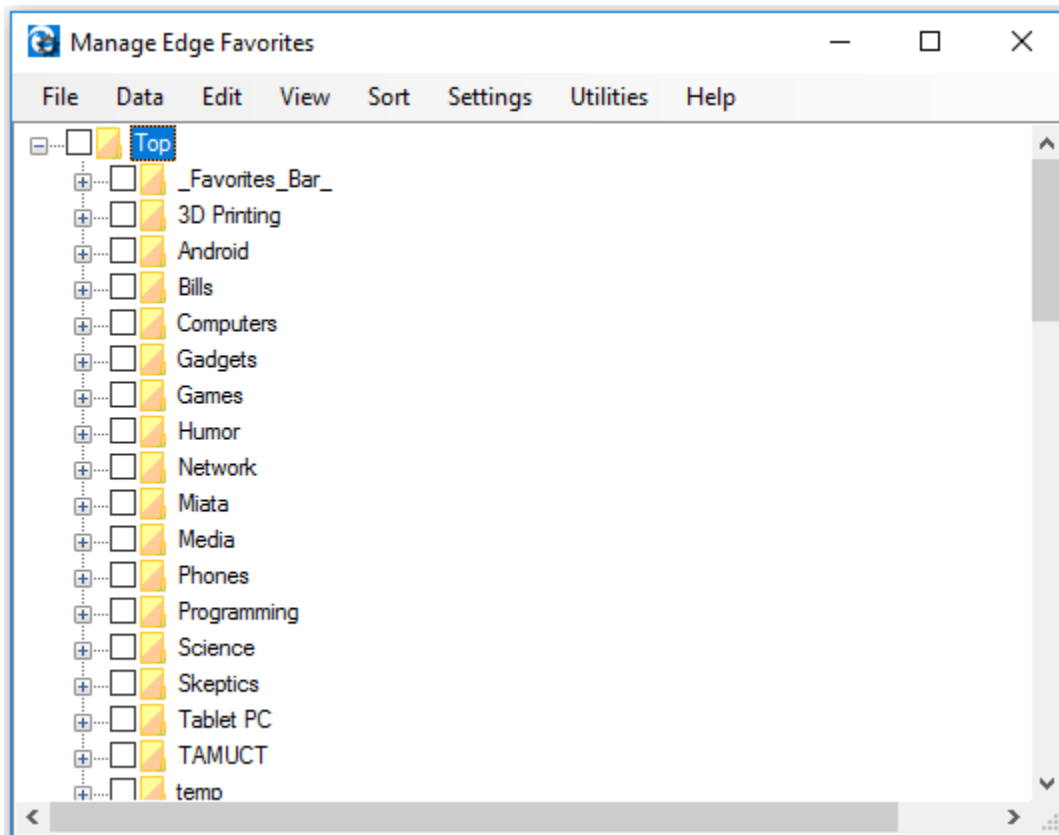 Manage Edge Favorites
File Data Edit View Sort Settings Utilities Help
Top
_Favorites_Bar_
3D Printing
Android
Bills
Computers
Gadgets
Games
Humor
Network
Miata
Media
Phones
Programming
Science
Skeptics
Tablet PC
TAMUCT
temp